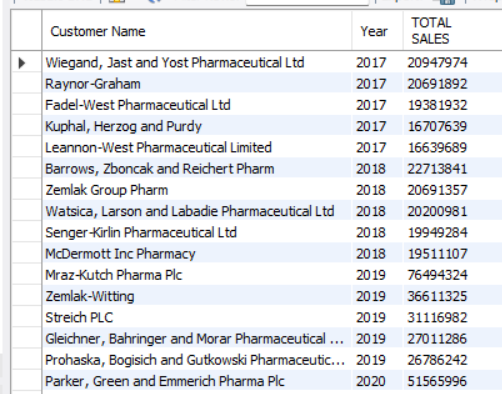 Customer Name Year TOTAL SALES
Wiegand, Jast and Yost Pharmaceutical Ltd 2017 20947974
Raynor-Graham 2017 20691892
Fadel-West Pharmaceutical Ltd 2017 19381932
Kuphal, Herzog and Purdy 2017 16707639
Leannon-West Pharmaceutical Limited 2017 16639689
Barrows, Zboncak and Reichert Pharm 2018 22713841
Zemlak Group Pharm 2018 20691357
Watsica, Larson and Labadie Pharmaceutical Ltd 2018 20200981
Senger-Kirlin Pharmaceutical Ltd 2018 19949284
McDermott Inc Pharmacy 2018 19511107
Mraz-Kutch Pharma Plc 2019 76494324
Zemlak-Witting 2019 36611325
Streich PLC 2019 31116982
Gleichner, Bahringer and Morar Pharmaceutical ... 2019 27011286
Prohaska, Bogisich and Gutkowski Pharmaceutic... 2019 26786242
Parker, Green and Emmerich Pharma Plc 2020 51565996